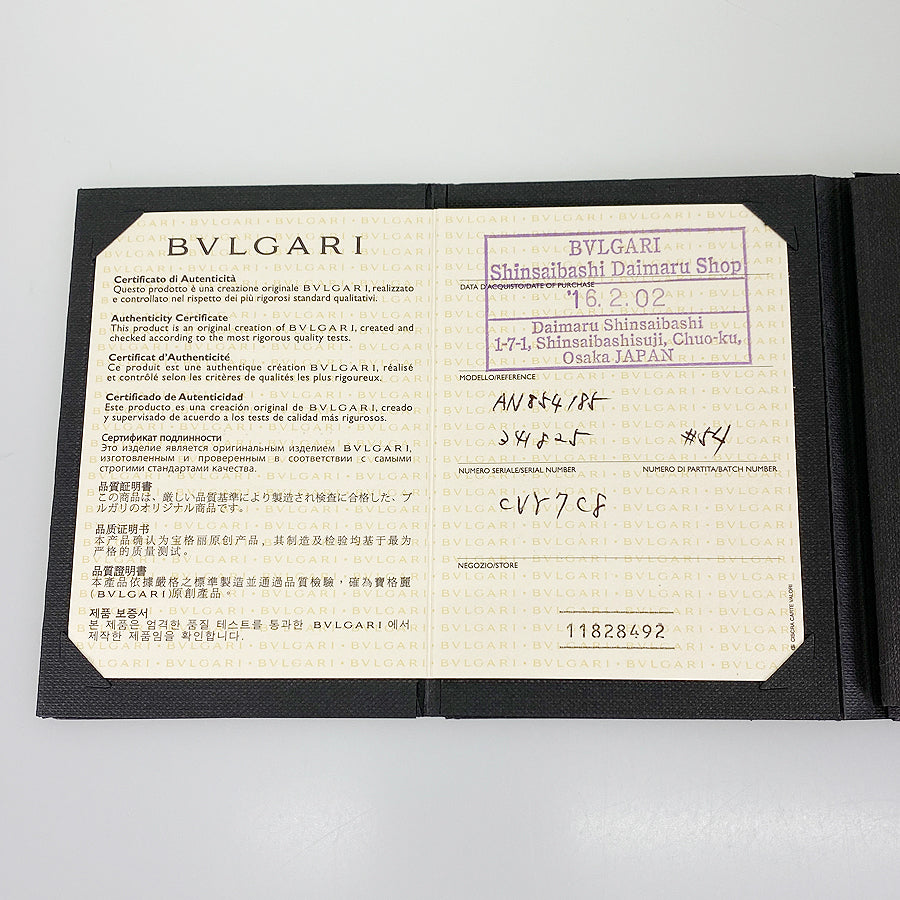 BVLGARI
Certificato di Autenticità
Questo prodotto è una creazione originale BVLGARI, realizzato
e controllato nel rispetto dei più rigorosi standard qualitativi.
Authenticity Certificate
This product is an original creation of BVLGARI, created and
checked according to the most rigorous quality tests.
Certificat d'Authenticité
Ce produit est une authentique création BVLGARI, réalisé
et contrôlé selon les critères de qualités les plus rigoureux.
Certificado de Autenticidad
Este producto es una creación original de BVLGARI, creado
y supervisado de acuerdo a los tests de calidad más rigurosos.
Сертификат подлинности
Это изделие является оригинальным изделием BVLGARI,
изготовленным и проверенным в соответствии с самыми
строгими стандартами качества.
品質証明書
この商品は、厳しい品質基準により製造され検査に合格した、ブ
ルガリのオリジナル商品です。
品质证明书
本产品确认为宝格丽原创产品，其制造及检验均基于最为
严格的质量测试。
品質證明書
本產品依據嚴格之標準製造並通過品質檢驗，確為寶格麗
(BVLGARI)原創產品。
제품 보증서
본 제품은 엄격한 품질 테스트를 통과한 BVLGARI 에서
제작한 제품임을 확인합니다.
BVLGARI
Shinsaibashi Daimaru Shop
DATA D'ACQUISTO/DATE OF PURCHASE
'16.2.02
Daimaru Shinsaibashi
1-7-1, Shinsaibashisuji, Chuo-ku,
Osaka JAPAN
MODELLO/REFERENCE
AN854185
341825 #54
NUMERO SERIALE/SERIAL NUMBER NUMERO DI PARTITA/BATCH NUMBER
CVY7C8
NEGOZIO/STORE
11828492